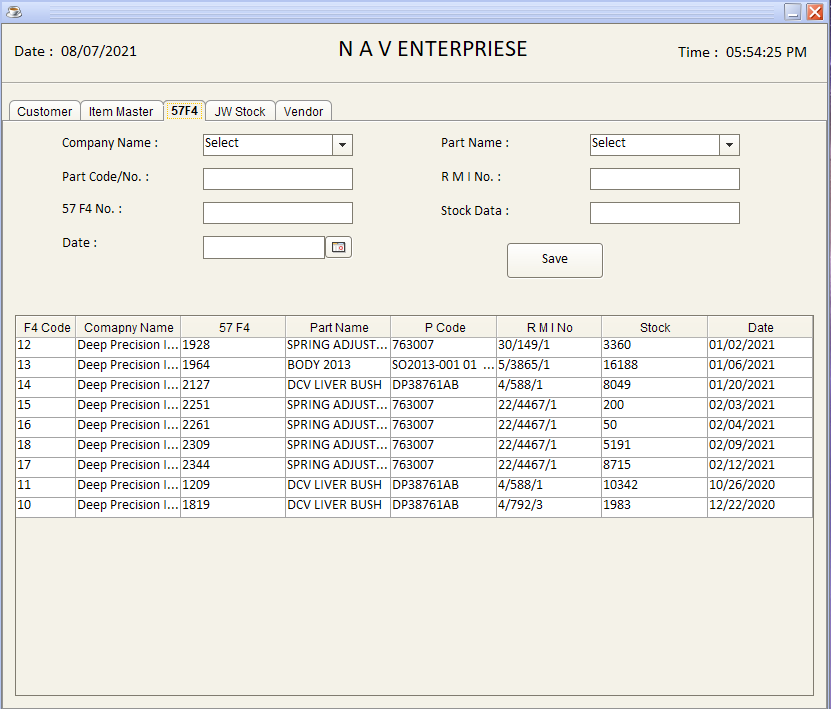 Date : 08/07/2021
N A V ENTERPRIESE
Time : 05:54:25 PM
Customer Item Master 57F4 JW Stock Vendor
Company Name : Select Part Name : Select
Part Code/No. : R M I No. :
57 F4 No. : Stock Data :
Date :
Save
F4 Code Comapny Name 57 F4 Part Name P Code R M I No Stock Date
12 Deep Precision I... 1928 SPRING ADJUST... 763007 30/149/1 3360 01/02/2021
13 Deep Precision I... 1964 BODY 2013 SO2013-001 01 ... 5/3865/1 16188 01/06/2021
14 Deep Precision I... 2127 DCV LIVER BUSH DP38761AB 4/588/1 8049 01/20/2021
15 Deep Precision I... 2251 SPRING ADJUST... 763007 22/4467/1 200 02/03/2021
16 Deep Precision I... 2261 SPRING ADJUST... 763007 22/4467/1 50 02/04/2021
18 Deep Precision I... 2309 SPRING ADJUST... 763007 22/4467/1 5191 02/09/2021
17 Deep Precision I... 2344 SPRING ADJUST... 763007 22/4467/1 8715 02/12/2021
11 Deep Precision I... 1209 DCV LIVER BUSH DP38761AB 4/588/1 10342 10/26/2020
10 Deep Precision I... 1819 DCV LIVER BUSH DP38761AB 4/792/3 1983 12/22/2020